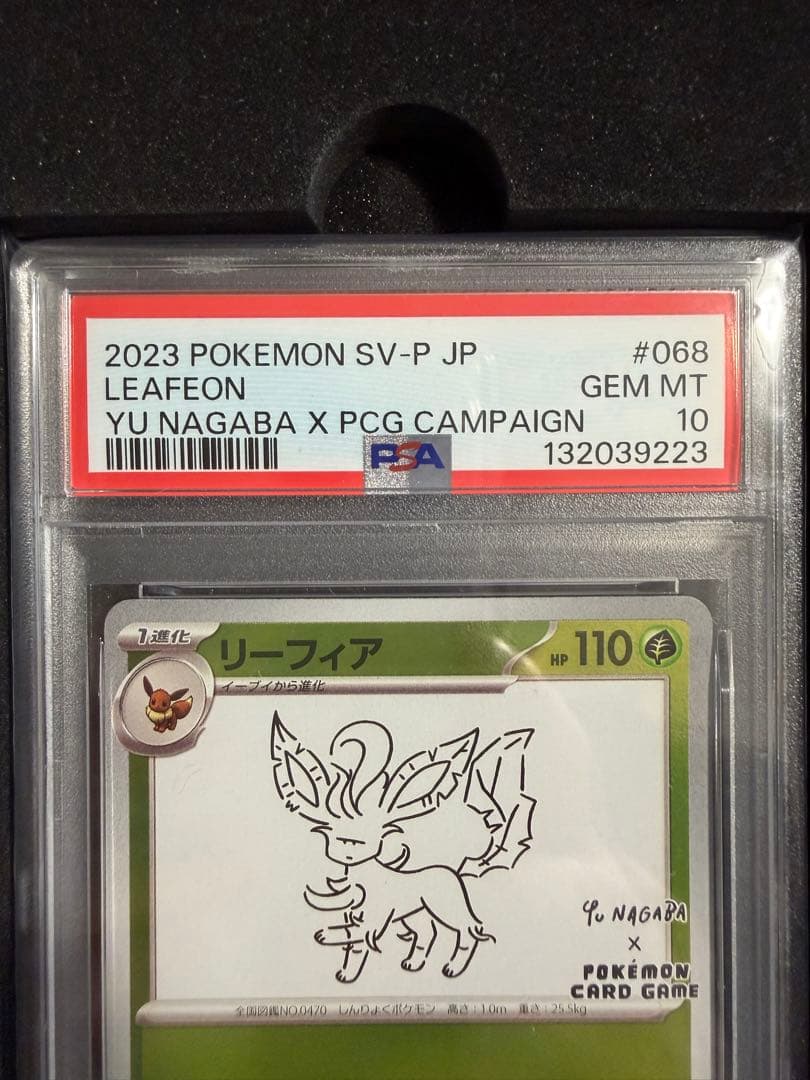 2023 POKEMON SV-P JP #068
LEAFEON GEM MT
YU NAGABA X PCG CAMPAIGN 10
PSA 132039223
1進化
リーフィア HP 110
イーブイから進化
Yu NAGABA
×
POKÉMON
CARD GAME
全国図鑑NO.0470 しんりょくポケモン 高さ:1.0m 重さ:25.5kg